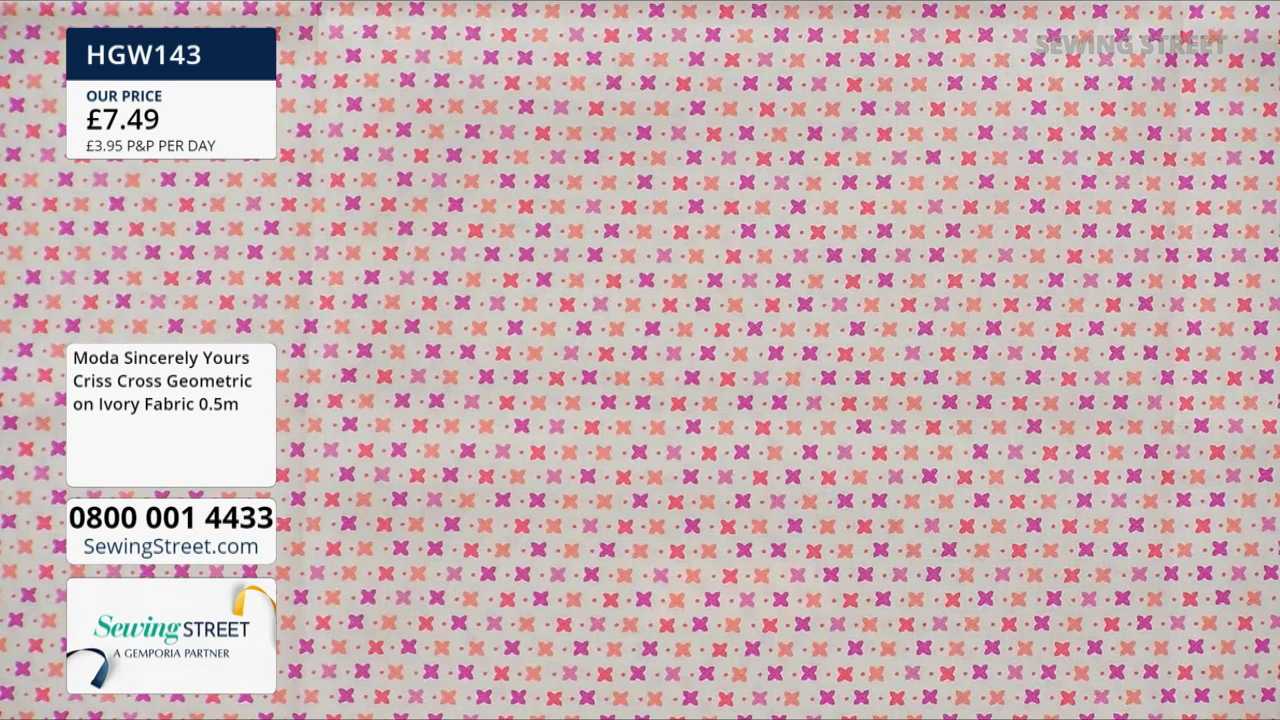 HGW143
OUR PRICE
£7.49
£3.95 P&P PER DAY
SEWING STREET
Moda Sincerely Yours
Criss Cross Geometric
on Ivory Fabric 0.5m
0800 001 4433
SewingStreet.com
Sewing STREET
A GEMPORIA PARTNER